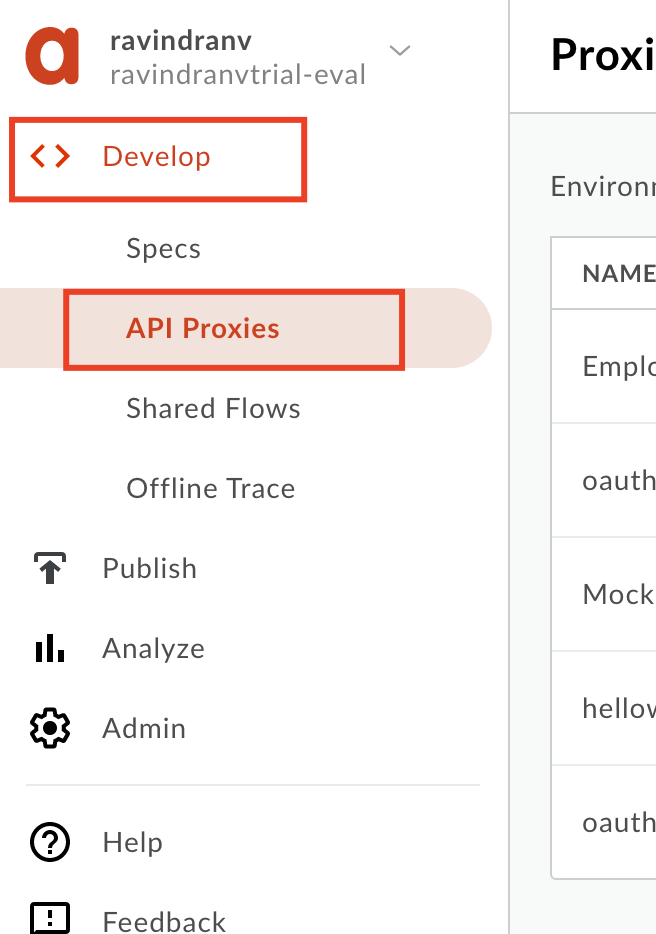 ravindranv
ravindranvtrial-eval
Develop
Specs
API Proxies
Shared Flows
Offline Trace
Publish
Analyze
Admin
Help
Feedback
Proxi
Environ
NAME
Emplo
oauth
Mock
hellow
oauth